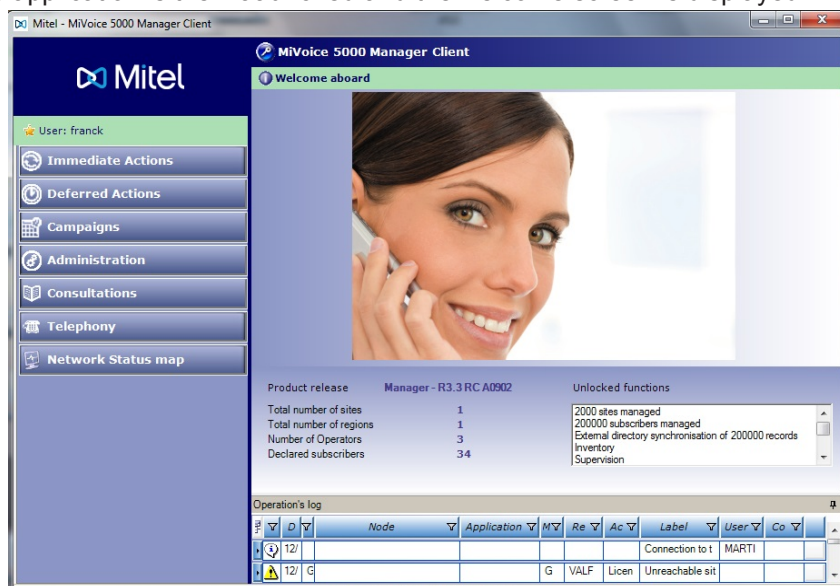 Mitel - MiVoice 5000 Manager Client
Mitel
User: franck
Immediate Actions
Deferred Actions
Campaigns
Administration
Consultations
Telephony
Network Status map
MiVoice 5000 Manager Client
Welcome aboard
Product release Manager - R3.3 RC A0902
Total number of sites 1
Total number of regions 1
Number of Operators 3
Declared subscribers 34
Unlocked functions
2000 sites managed
200000 subscribers managed
External directory synchronisation of 200000 records
Inventory
Supervision
Operation's log
D Node Application M Re Ac Label User Co
12/ Connection to t MARTI
12/ G G VALF Licen Unreachable sit